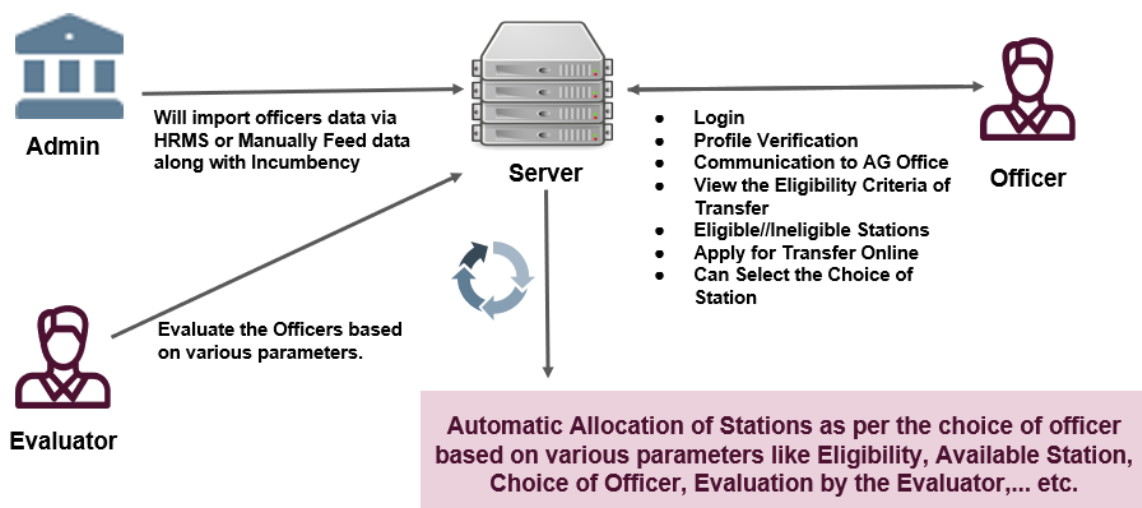 Admin
Will import officers data via
HRMS or Manually Feed data
along with Incumbency
Server
● Login
● Profile Verification
● Communication to AG Office
● View the Eligibility Criteria of
Transfer
● Eligible//Ineligible Stations
● Apply for Transfer Online
● Can Select the Choice of
Station
Officer
Evaluate the Officers based
on various parameters.
Evaluator
Automatic Allocation of Stations as per the choice of officer
based on various parameters like Eligibility, Available Station,
Choice of Officer, Evaluation by the Evaluator,... etc.